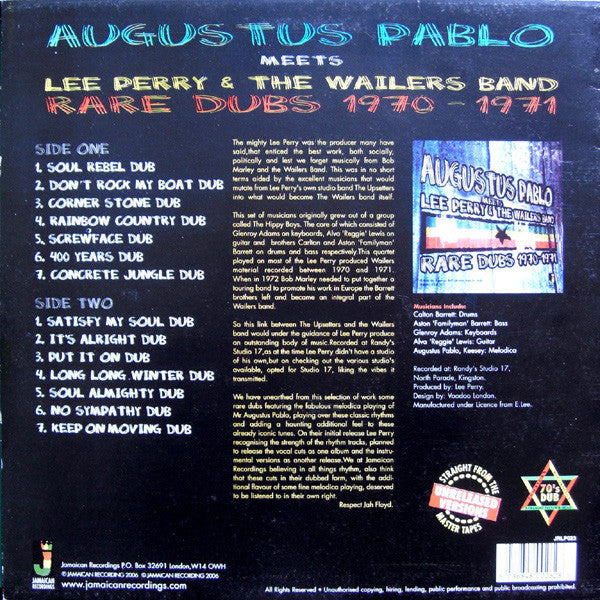 AUGUSTUS PABLO
MEETS
LEE PERRY & THE WAILERS BAND
RARE DUBS 1970 - 1971
SIDE ONE
1. SOUL REBEL DUB
2. DON'T ROCK MY BOAT DUB
3. CORNER STONE DUB
4. RAINBOW COUNTRY DUB
5. SCREWFACE DUB
6. 400 YEARS DUB
7. CONCRETE JUNGLE DUB
SIDE TWO
1. SATISFY MY SOUL DUB
2. IT'S ALRIGHT DUB
3. PUT IT ON DUB
4. LONG LONG WINTER DUB
5. SOUL ALMIGHTY DUB
6. NO SYMPATHY DUB
7. KEEP ON MOVING DUB
The mighty Lee Perry was the producer many have
said,that enticed the best work, both socially,
politically and lest we forget musically from Bob
Marley and the Wailers Band. This was in no short
terms aided by the excellent musicians that would
mutate from Lee Perry's own studio band The Upsetters
into what would become The Wailers band itself.
This set of musicians originally grew out of a group
called The Hippy Boys. The core of which consisted of
Glenroy Adams on keyboards, Alva 'Reggie' Lewis on
guitar and brothers Carlton and Aston 'Familyman'
Barrett on drums and bass respectively.This quartet
played on most of the Lee Perry produced Wailers
material recorded between 1970 and 1971.
When in 1972 Bob Marley needed to put together a
touring band to promote his work in Europe the Barrett
brothers left and became an integral part of the
Wailers band.
So this link between The Upsetters and the Wailers
band would under the guidance of Lee Perry produce
an outstanding body of music.Recorded at Randy's
Studio 17,as at the time Lee Perry didn't have a studio
of his own,but on checking out the various studio's
available, opted for Studio 17, liking the vibes it
transmitted.
We have unearthed from this selection of work some
rare dubs featuring the fabulous melodica playing of
Mr Augustus Pablo, playing over these classic rhythms
and adding a haunting additional feel to these
already iconic tunes. On their initial release Lee Perry
recognising the strength of the rhythm tracks, planned
to release the vocal cuts as one album and the instru-
mental versions as another release.We at Jamaican
Recordings believing in all things rhythm, also think
that these cuts in their dubbed form, with the addi-
tional flavour of some fine melodica playing, deserved
to be listened to in their own right.
Respect Jah Floyd.
AUGUSTUS PABLO
MEETS
LEE PERRY & THE WAILERS BAND
RARE DUBS 1970-1971
Musicians include:
Calton Barrett: Drums
Aston 'Familyman' Barrett: Bass
Glenroy Adams: Keyboards
Alva 'Reggie' Lewis: Guitar
Augustus Pablo, Keesey: Melodica
Recorded at: Randy's Studio 17,
North Parade, Kingston.
Produced by: Lee Perry.
Design by: Voodoo London.
Manufactured under Licence from E.Lee.
STRAIGHT FROM THE
UNRELEASED
VERSIONS
MASTER TAPES
70's
DUB
JRLP023
J
JAMAICAN
RECORDINGS
Jamaican Recordings P.O. Box 32691 London,W14 OWH
℗ JAMAICAN RECORDING 2006 © JAMAICAN RECORDING 2006
www.jamaicanrecordings.com
All Rights Reserved • Unauthorised copying, hiring, lending, public performance and public broadcasting prohibited.